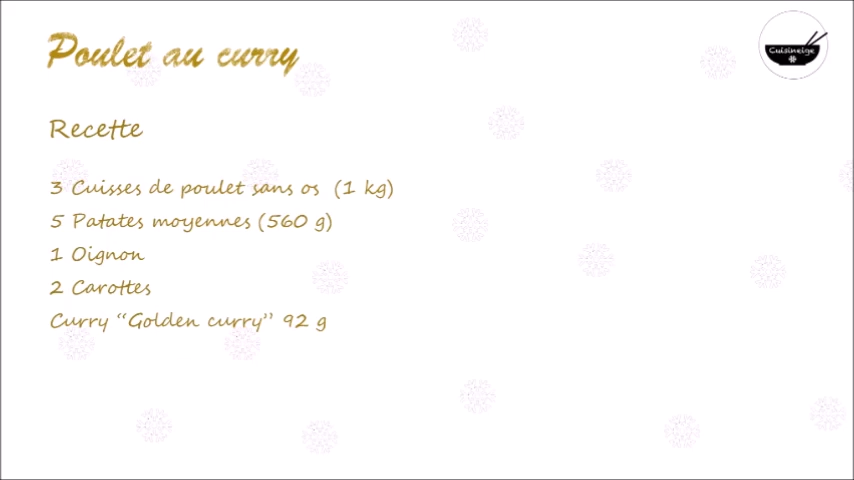 Poulet au curry
Cuisineige
Recette
3 Cuisses de poulet sans os (1 kg)
5 Patates moyennes (560 g)
1 Oignon
2 Carottes
Curry “Golden curry” 92 g